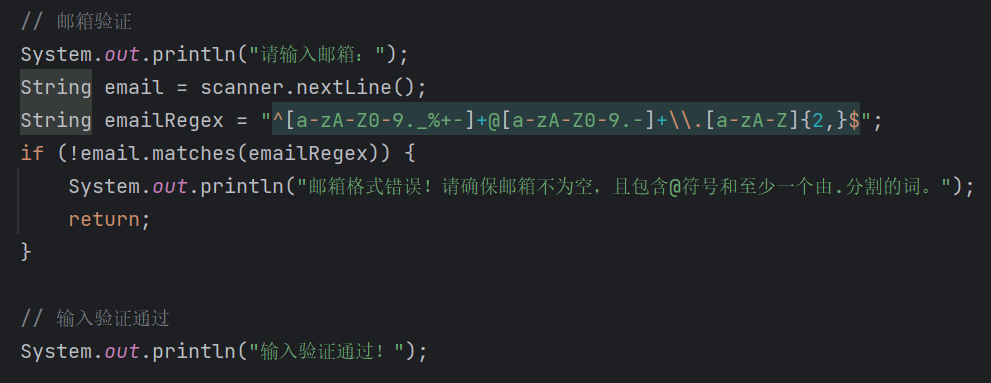 // 邮箱验证
System.out.println("请输入邮箱：");
String email = scanner.nextLine();
String emailRegex = "^[a-zA-Z0-9._%+-]+@[a-zA-Z0-9.-]+\\.[a-zA-Z]{2,}$";
if (!email.matches(emailRegex)) {
    System.out.println("邮箱格式错误！请确保邮箱不为空，且包含@符号和至少一个由.分割的词。");
    return;
}
// 输入验证通过
System.out.println("输入验证通过！");